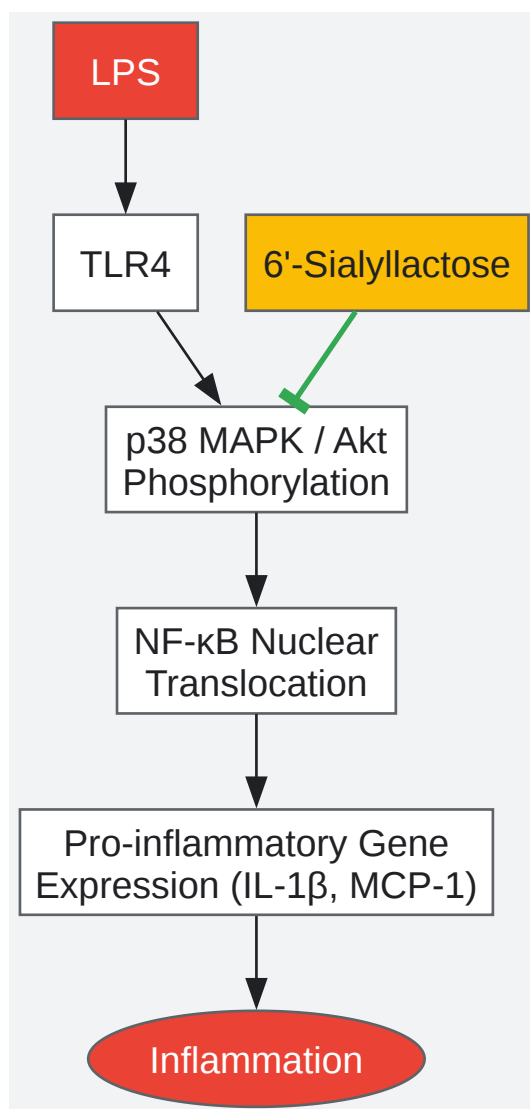 LPS
TLR4
6'-Sialyllactose
p38 MAPK / Akt
Phosphorylation
NF-κB Nuclear
Translocation
Pro-inflammatory Gene
Expression (IL-1β, MCP-1)
Inflammation